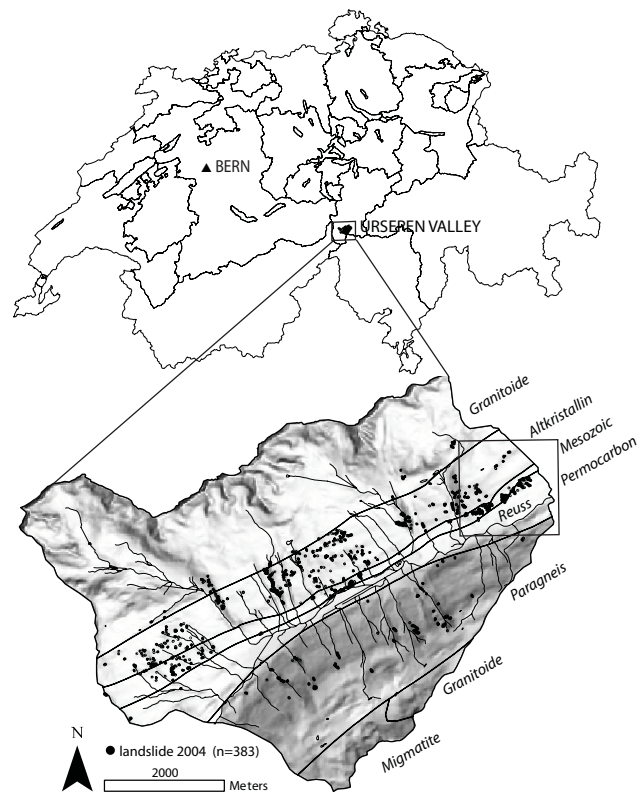 BERN
URSEREN VALLEY
Granitoide
Altkristallin
Mesozoic
Permocarbon
Reuss
Paragneis
Granitoide
Migmatite
N
landslide 2004 (n=383)
2000
Meters